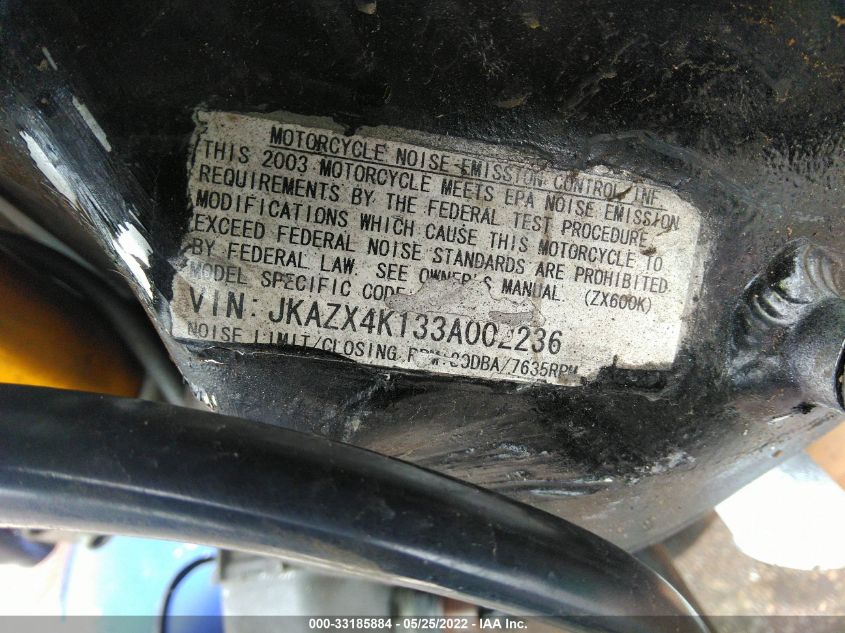 MOTORCYCLE NOISE EMISSION CONTROL INF
THIS 2003 MOTORCYCLE MEETS EPA NOISE EMISSION
REQUIREMENTS BY THE FEDERAL TEST PROCEDURE.
MODIFICATIONS WHICH CAUSE THIS MOTORCYCLE TO
EXCEED FEDERAL NOISE STANDARDS ARE PROHIBITED
BY FEDERAL LAW. SEE OWNER'S MANUAL. (ZX600K)
MODEL SPECIFIC CODE
VIN: JKAZX4K133A002236
NOISE LIMIT/CLOSING /7635RPM
000-33185884 - 05/25/2022 - IAA Inc.